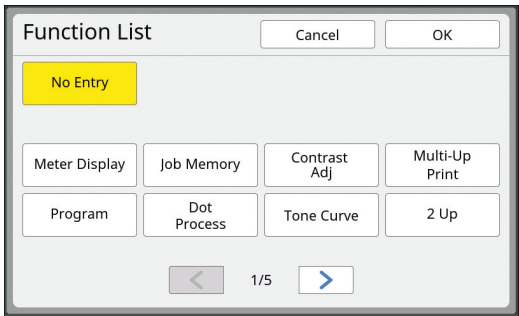 Function List
Cancel
OK
No Entry
Meter Display
Job Memory
Contrast
Adj
Multi-Up
Print
Program
Dot
Process
Tone Curve
2 Up
1/5